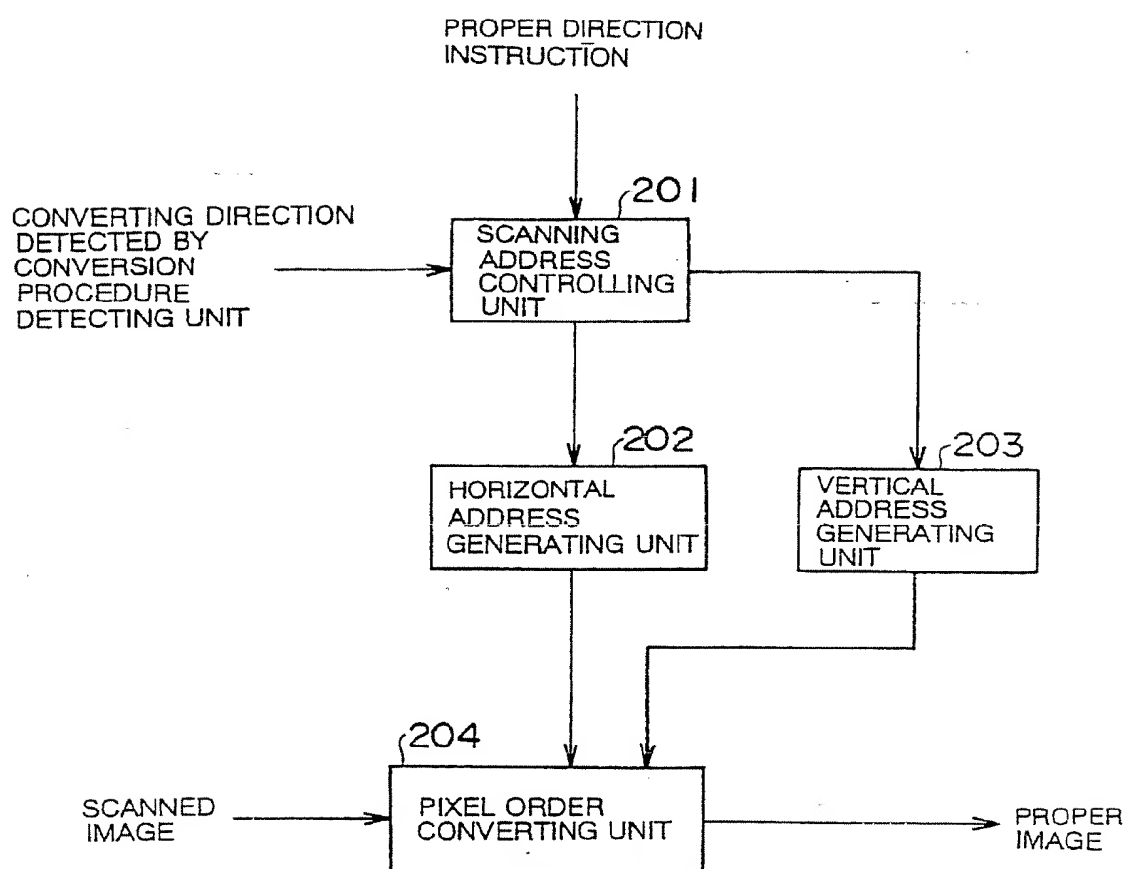 PROPER DIRECTION
INSTRUCTION
201
CONVERTING DIRECTION
DETECTED BY
CONVERSION
PROCEDURE
DETECTING UNIT
SCANNING
ADDRESS
CONTROLLING
UNIT
202
203
HORIZONTAL
ADDRESS
GENERATING UNIT
VERTICAL
ADDRESS
GENERATING
UNIT
204
SCANNED
IMAGE
PIXEL ORDER
CONVERTING UNIT
PROPER
IMAGE